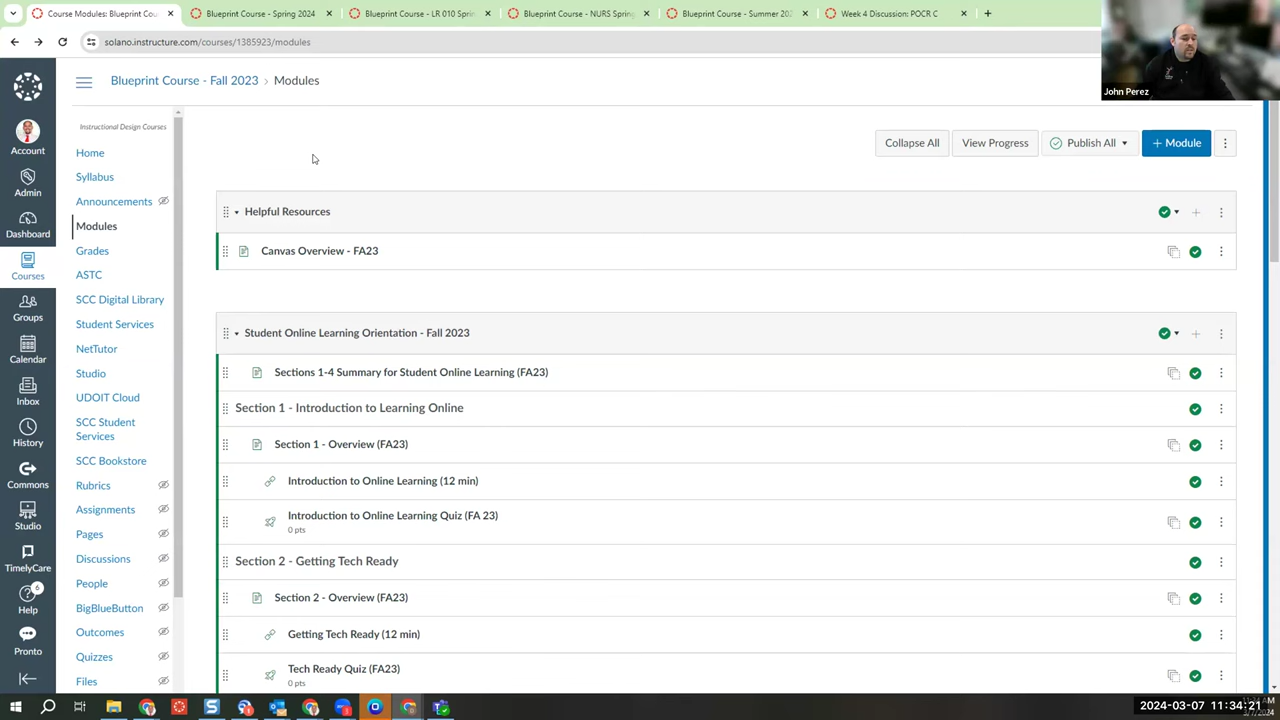 Course Modules: Blueprint Cour
Blueprint Course - Spring 2024
Blueprint Course - LR 010 Sprin
Blueprint Course - NURS Spring
Blueprint Course - Summer 202
Week 4 Discussion: POCR C
solano.instructure.com/courses/1385923/modules
John Perez
Blueprint Course - Fall 2023 › Modules
Account
Admin
Dashboard
Courses
Groups
Calendar
Inbox
History
Commons
Studio
TimelyCare
6
Help
Pronto
Instructional Design Courses
Home
Syllabus
Announcements
Modules
Grades
ASTC
SCC Digital Library
Student Services
NetTutor
Studio
UDOIT Cloud
SCC Student
Services
SCC Bookstore
Rubrics
Assignments
Pages
Discussions
People
BigBlueButton
Outcomes
Quizzes
Files
Collapse All View Progress Publish All + Module
Helpful Resources
Canvas Overview - FA23
Student Online Learning Orientation - Fall 2023
Sections 1-4 Summary for Student Online Learning (FA23)
Section 1 - Introduction to Learning Online
Section 1 - Overview (FA23)
Introduction to Online Learning (12 min)
Introduction to Online Learning Quiz (FA 23)
0 pts
Section 2 - Getting Tech Ready
Section 2 - Overview (FA23)
Getting Tech Ready (12 min)
Tech Ready Quiz (FA23)
0 pts
2024-03-07 11:34:21